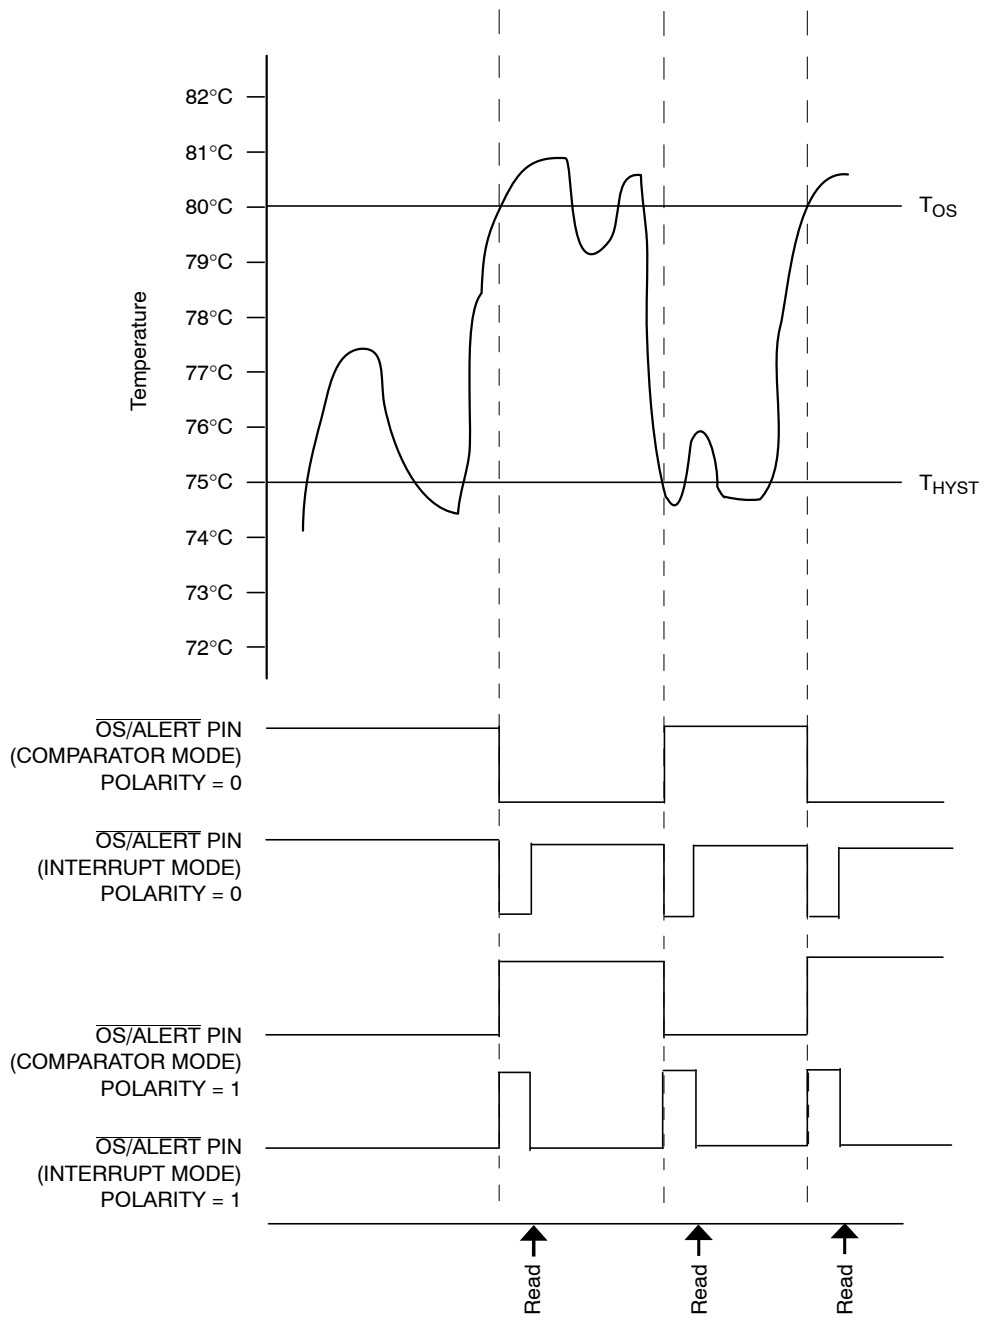 82°C
81°C
80°C
TOS
79°C
78°C
Temperature
77°C
76°C
75°C
THYST
74°C
73°C
72°C
OS/ALERT PIN
(COMPARATOR MODE)
POLARITY = 0
OS/ALERT PIN
(INTERRUPT MODE)
POLARITY = 0
OS/ALERT PIN
(COMPARATOR MODE)
POLARITY = 1
OS/ALERT PIN
(INTERRUPT MODE)
POLARITY = 1
Read
Read
Read